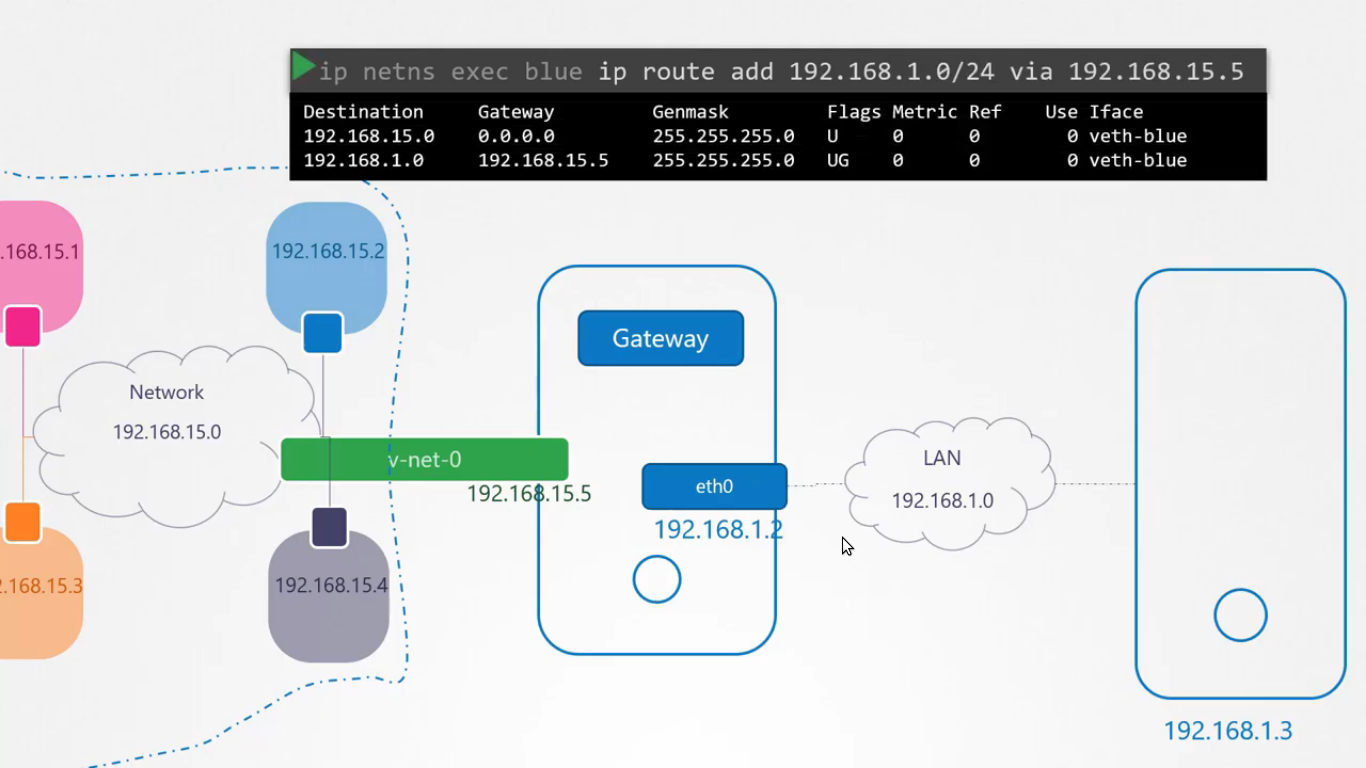 ip netns exec blue ip route add 192.168.1.0/24 via 192.168.15.5
Destination Gateway Genmask Flags Metric Ref Use Iface
192.168.15.0 0.0.0.0 255.255.255.0 U 0 0 0 veth-blue
192.168.1.0 192.168.15.5 255.255.255.0 UG 0 0 0 veth-blue
.168.15.1
192.168.15.2
Gateway
Network
192.168.15.0
v-net-0
192.168.15.5
eth0
192.168.1.2
LAN
192.168.1.0
2.168.15.3
192.168.15.4
192.168.1.3